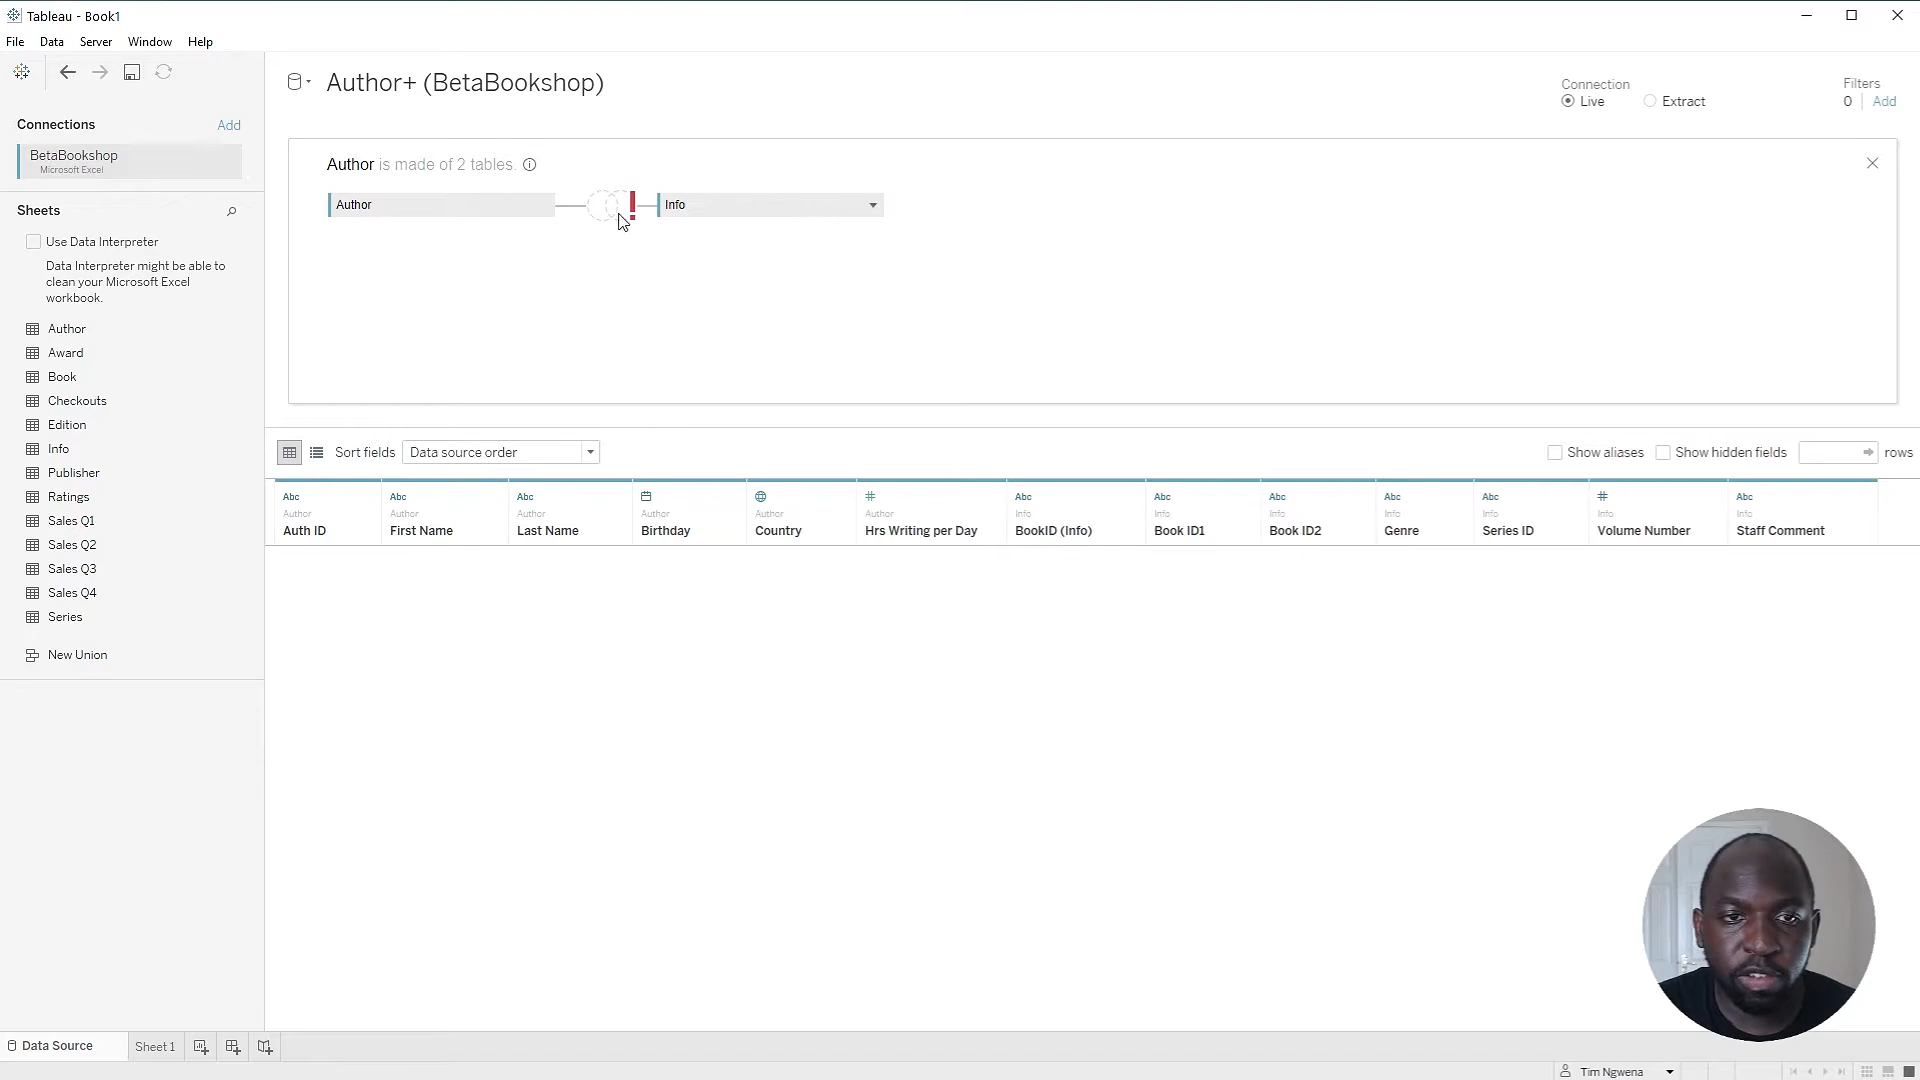 Tableau - Book1
File Data Server Window Help
Connections Add
BetaBookshop
Microsoft Excel
Sheets
Use Data Interpreter
Data Interpreter might be able to
clean your Microsoft Excel
workbook.
Author
Award
Book
Checkouts
Edition
Info
Publisher
Ratings
Sales Q1
Sales Q2
Sales Q3
Sales Q4
Series
New Union
Author+ (BetaBookshop)
Connection
Live Extract
Filters
0 Add
Author is made of 2 tables.
Author Info
Sort fields Data source order Show aliases Show hidden fields rows
Abc Abc Abc # Abc Abc Abc Abc Abc # Abc
Author Author Author Author Author Author Info Info Info Info Info Info Info
Auth ID First Name Last Name Birthday Country Hrs Writing per Day BookID (Info) Book ID1 Book ID2 Genre Series ID Volume Number Staff Comment
Data Source Sheet 1
Tim Ngwena